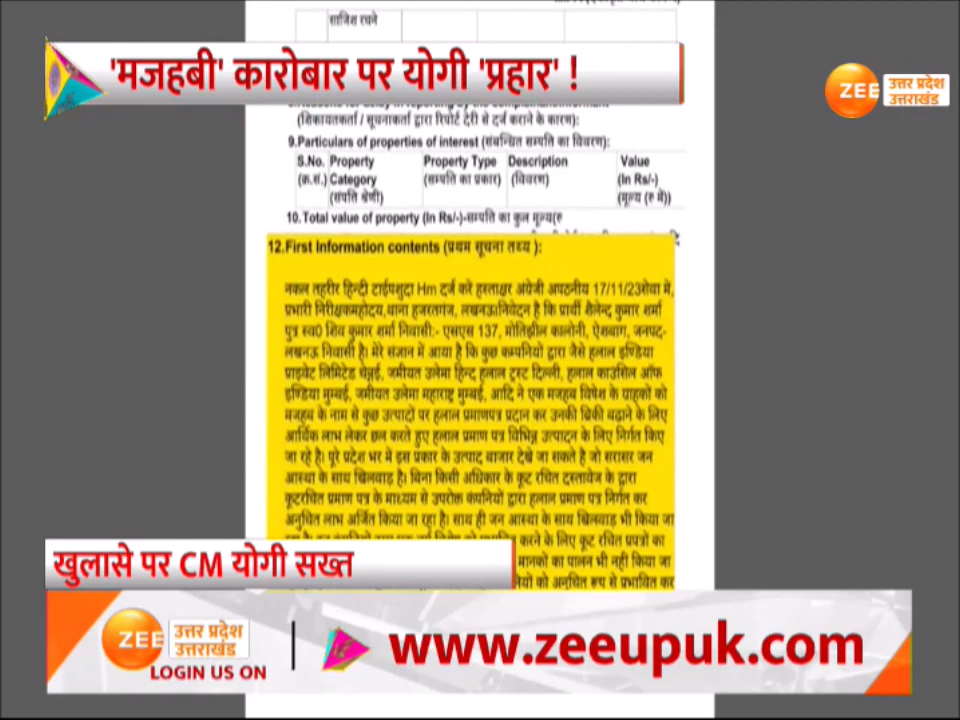 साजिश रचने
'मजहबी' कारोबार पर योगी 'प्रहार' !
ZEE उत्तर प्रदेश
उत्तराखंड
(शिकायतकर्ता / सूचनाकर्ता द्वारा रिपोर्ट देरी से दर्ज कराने के कारण):
9.Particulars of properties of interest (संबन्धित सम्पति का विवरण):
S.No. Property Property Type Description Value
(क्र.सं.) Category (सम्पति का प्रकार) (विवरण) (In Rs/-)
(संपति श्रेणी) (मूल्य (रु में))
10.Total value of property (In Rs/-)-सम्पति का कुल मूल्य(रु
12.First Information contents (प्रथम सूचना तथ्य ):
नकल तहरीर हिन्दी टाईपशुदा Hm दर्ज करे हस्ताक्षर अंग्रेजी अपठनीय 17/11/23सेवा मे,
प्रभारी निरीक्षकमहोदय,थाना हजरतगंज, लखनऊ।निवेदन है कि प्रार्थी शैलेन्द्र कुमार शर्मा
पुत्र स्व0 शिव कुमार शर्मा निवासी:- एसएस 137, मोतिझील कालोनी, ऐशबाग, जनपद-
लखनऊ निवासी है। मेरे संज्ञान में आया है कि कुछ कम्पनियों द्वारा जैसे हलाल इण्डिया
प्राइवेट लिमिटेड चेन्नई, जमीयत उलेमा हिन्द हलाल ट्रस्ट दिल्ली, हलाल काउसिल ऑफ
इण्डिया मुम्बई, जमीयत उलेमा महाराष्ट्र मुम्बई, आदि ने एक मजहब विषेश के ग्राहकों को
मजहब के नाम से कुछ उत्पादों पर हलाल प्रमाणपत्र प्रदान कर उनकी बिक्री बढ़ाने के लिए
आर्थिक लाभ लेकर छल करते हुए हलाल प्रमाण पत्र विभिन्न उत्पादन के लिए निर्गत किए
जा रहे है। पूरे प्रदेश भर मे इस प्रकार के उत्पाद बाजार देखे जा सकते है जो सरासर जन
आस्था के साथ खिलवाड़ है। बिना किसी अधिकार के कूट रचित दस्तावेज के द्वारा
कूटरचित प्रमाण पत्र के माध्यम से उपरोक्त कंपनियों द्वारा हलाल प्रमाण पत्र निर्गत कर
अनुचित लाभ अर्जित किया जा रहा है। साथ ही जन आस्था के साथ खिलवाड़ भी किया जा
करने के लिए कूट रचित प्रपत्रों का
खुलासे पर CM योगी सख्त
मानकों का पालन भी नही किया जा
को अनुचित रूप से प्रभावित कर
ZEE उत्तर प्रदेश
उत्तराखंड
LOGIN US ON
www.zeeupuk.com